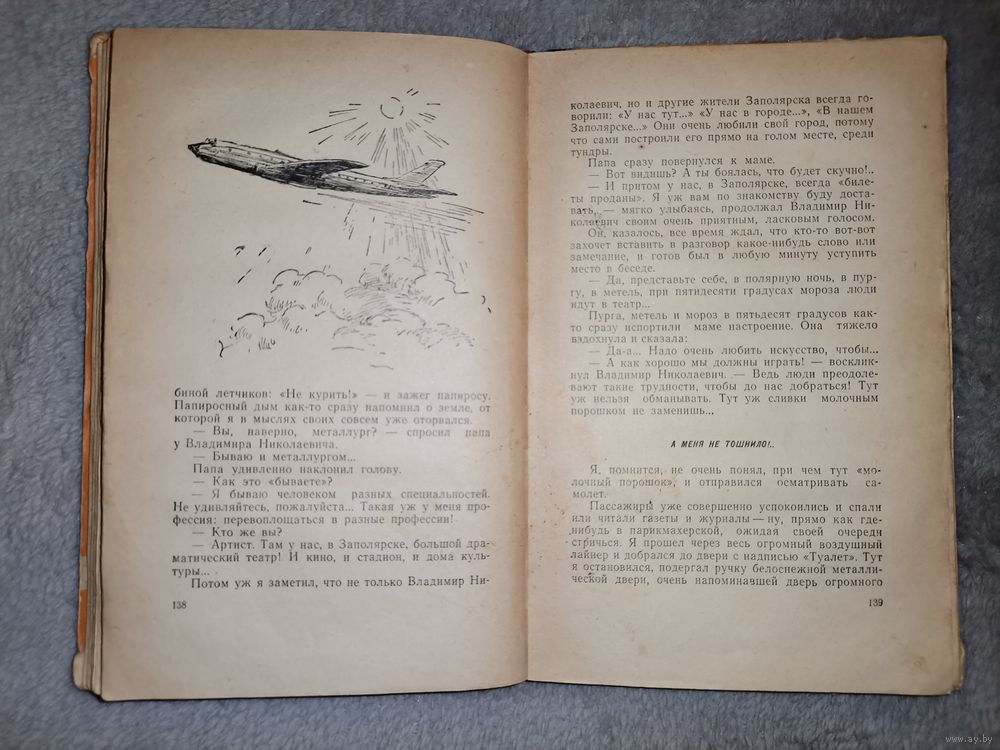 биной летчиков: «Не курить!» — и зажег папиросу.
Папиросный дым как-то сразу напомнил о земле, от
которой я в мыслях своих совсем уже оторвался.
— Вы, наверно, металлург? — спросил папа
у Владимира Николаевича.
— Бываю и металлургом...
Папа удивленно наклонил голову.
— Как это «бываете»?
— Я бываю человеком разных специальностей.
Не удивляйтесь, пожалуйста... Такая уж у меня про-
фессия: перевоплощаться в разные профессии!
— Кто же вы?
— Артист. Там у нас, в Заполярске, большой дра-
матический театр! И кино, и стадион, и дома куль-
туры...
Потом уж я заметил, что не только Владимир Ни-
138
колаевич, но и другие жители Заполярска всегда го-
ворили: «У нас тут...» «У нас в городе...», «В нашем
Заполярске...» Они очень любили свой город, потому
что сами построили его прямо на голом месте, среди
тундры.
Папа сразу повернулся к маме.
— Вот видишь? А ты боялась, что будет скучно!..
— И притом у нас, в Заполярске, всегда «биле-
ты проданы». Я уж вам по знакомству буду доста-
вать, — мягко улыбаясь, продолжал Владимир Ни-
колаевич своим очень приятным, ласковым голосом.
Он, казалось, все время ждал, что кто-то вот-вот
захочет вставить в разговор какое-нибудь слово или
замечание, и готов был в любую минуту уступить
место в беседе.
— Да, представьте себе, в полярную ночь, в пур-
гу, в метель, при пятидесяти градусах мороза люди
идут в театр...
Пурга, метель и мороз в пятьдесят градусов как-
то сразу испортили маме настроение. Она тяжело
вздохнула и сказала:
— Да-а... Надо очень любить искусство, чтобы...
— А как хорошо мы должны играть! — восклик-
нул Владимир Николаевич. — Ведь люди преодоле-
вают такие трудности, чтобы до нас добраться! Тут
уж нельзя обманывать. Тут уж сливки молочным
порошком не заменишь...
А МЕНЯ НЕ ТОШНИЛО!..
Я, помнится, не очень понял, при чем тут «мо-
лочный порошок», и отправился осматривать са-
молет.
Пассажиры уже совершенно успокоились и спали
или читали газеты и журналы — ну, прямо как где-
нибудь в парикмахерской, ожидая своей очереди
стричься. Я прошел через весь огромный воздушный
лайнер и добрался до двери с надписью «Туалет». Тут
я остановился, подергал ручку белоснежной металли-
ческой двери, очень напоминавшей дверь огромного
139
www.ay.by